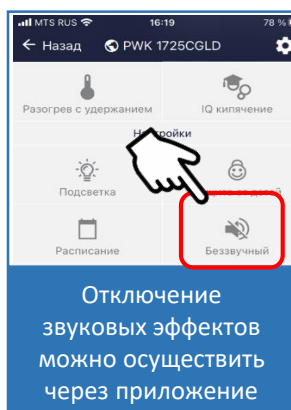 MTS RUS 16:19 78 %
Назад PWK 1725CGLD
Разогрев с удержанием IQ кипячение
Подсветка
Расписание Беззвучный
Отключение
звуковых эффектов
можно осуществить
через приложение